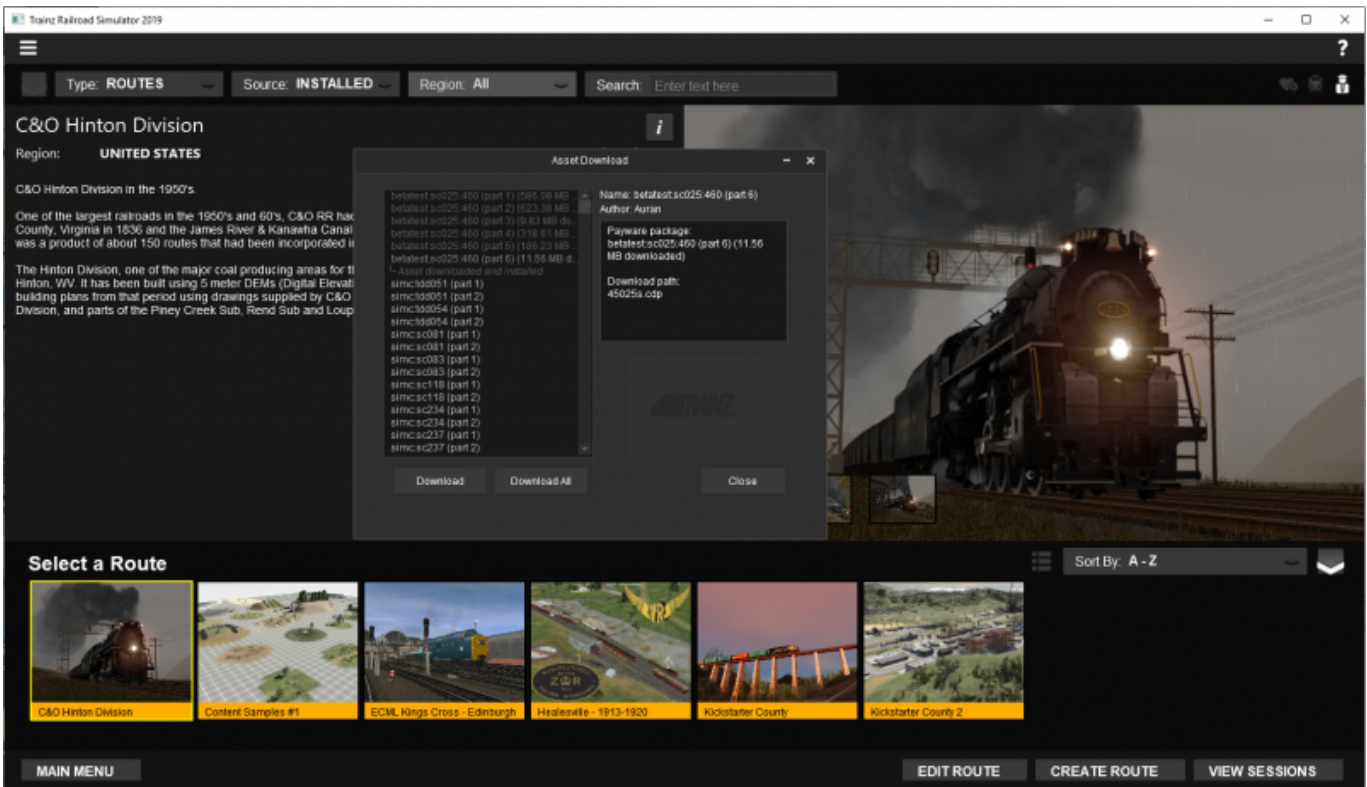 Trainz Railroad Simulator 2019
?
Type: ROUTES
Source: INSTALLED
Region: All
Search: Enter text here
C&O Hinton Division
i
Region: UNITED STATES
C&O Hinton Division in the 1950's.
One of the largest railroads in the 1950's and 60's, C&O RR had
County, Virginia in 1836 and the James River & Kanawha Canal
was a product of about 150 routes that had been incorporated i
The Hinton Division, one of the major coal producing areas for t
Hinton, WV. It has been built using 5 meter DEMs (Digital Elevati
building plans from that period using drawings supplied by C&O
Division, and parts of the Piney Creek Sub, Rend Sub and Loup
Asset Download
betatest:sc025:460 (part 1) (586.08 MB ...
betatest:sc025:460 (part 2) (623.38 MB ...
betatest:sc025:460 (part 3) (9.83 MB do...
betatest:sc025:460 (part 4) (318.61 MB ...
betatest:sc025:460 (part 5) (186.23 MB ...
betatest:sc025:460 (part 6) (11.56 MB d...
Asset downloaded and installed
simc:tdd051 (part 1)
simc:tdd051 (part 2)
simc:tdd054 (part 1)
simc:tdd054 (part 2)
simc:sc081 (part 1)
simc:sc081 (part 2)
simc:sc083 (part 1)
simc:sc083 (part 2)
simc:sc118 (part 1)
simc:sc118 (part 2)
simc:sc234 (part 1)
simc:sc234 (part 2)
simc:sc237 (part 1)
simc:sc237 (part 2)
Name: betatest:sc025:460 (part 6)
Author: Auran
Payware package:
betatest:sc025:460 (part 6) (11.56
MB downloaded)
Download path:
45025s.cdp
TRAINZ
Download
Download All
Close
Select a Route
Sort By: A - Z
C&O Hinton Division
Content Samples #1
ECML Kings Cross - Edinburgh
Healesville - 1913-1920
Kickstarter County
Kickstarter County 2
MAIN MENU
EDIT ROUTE
CREATE ROUTE
VIEW SESSIONS